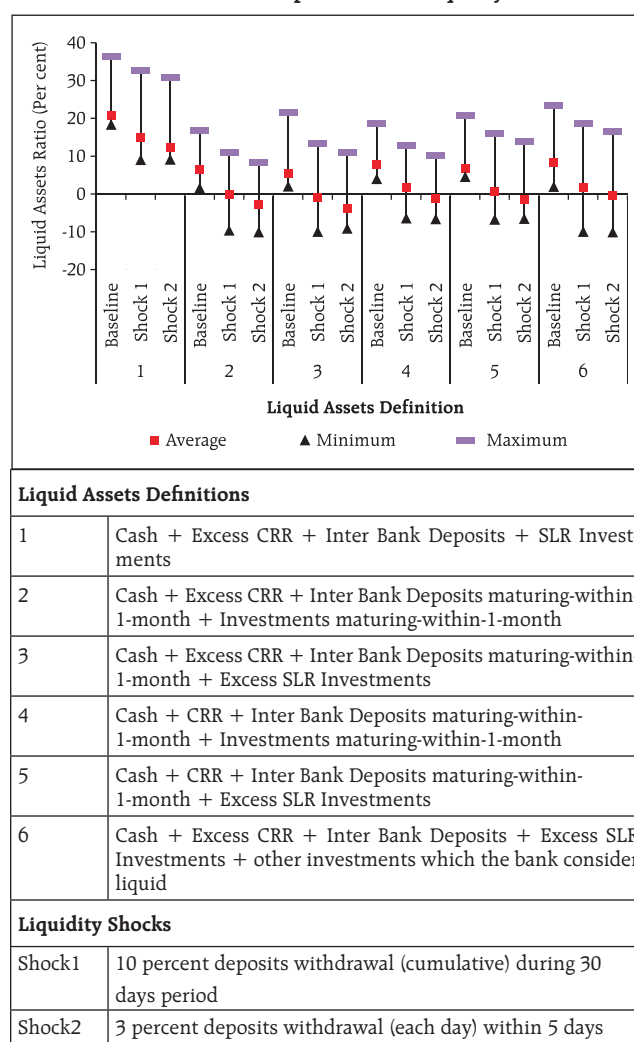 Liquid Assets Ratio (Per cent)
40
30
20
10
0
-10
-20
Baseline
Shock 1
Shock 2
Baseline
Shock 1
Shock 2
Baseline
Shock 1
Shock 2
Baseline
Shock 1
Shock 2
Baseline
Shock 1
Shock 2
Baseline
Shock 1
Shock 2
1 2 3 4 5 6
Liquid Assets Definition
Average Minimum Maximum
Liquid Assets Definitions
1 Cash + Excess CRR + Inter Bank Deposits + SLR Invest-
ments
2 Cash + Excess CRR + Inter Bank Deposits maturing-within-
1-month + Investments maturing-within-1-month
3 Cash + Excess CRR + Inter Bank Deposits maturing-within-
1-month + Excess SLR Investments
4 Cash + CRR + Inter Bank Deposits maturing-within-
1-month + Investments maturing-within-1-month
5 Cash + CRR + Inter Bank Deposits maturing-within-
1-month + Excess SLR Investments
6 Cash + Excess CRR + Inter Bank Deposits + Excess SLR
Investments + other investments which the bank consider
liquid
Liquidity Shocks
Shock1 10 percent deposits withdrawal (cumulative) during 30
days period
Shock2 3 percent deposits withdrawal (each day) within 5 days